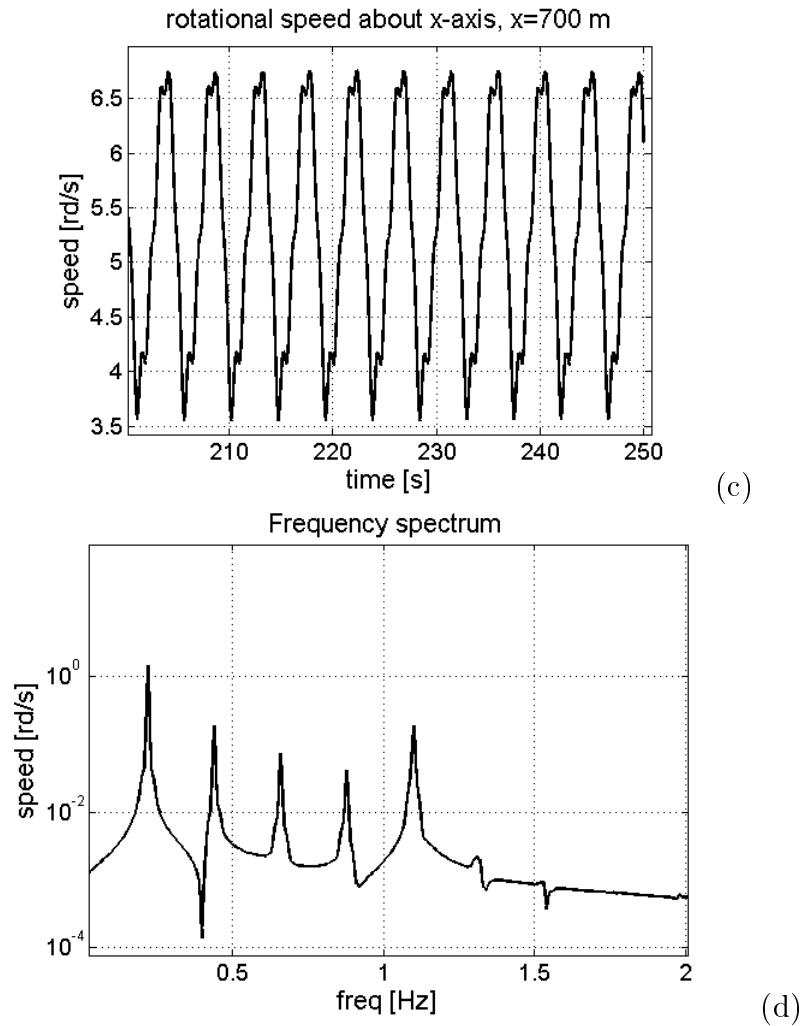 rotational speed about x-axis, x=700 m
6.5
6
5.5
5
4.5
4
3.5
speed [rd/s]
210 220 230 240 250
time [s]
(c)
Frequency spectrum
10^0
10^-2
10^-4
speed [rd/s]
0.5 1 1.5 2
freq [Hz]
(d)